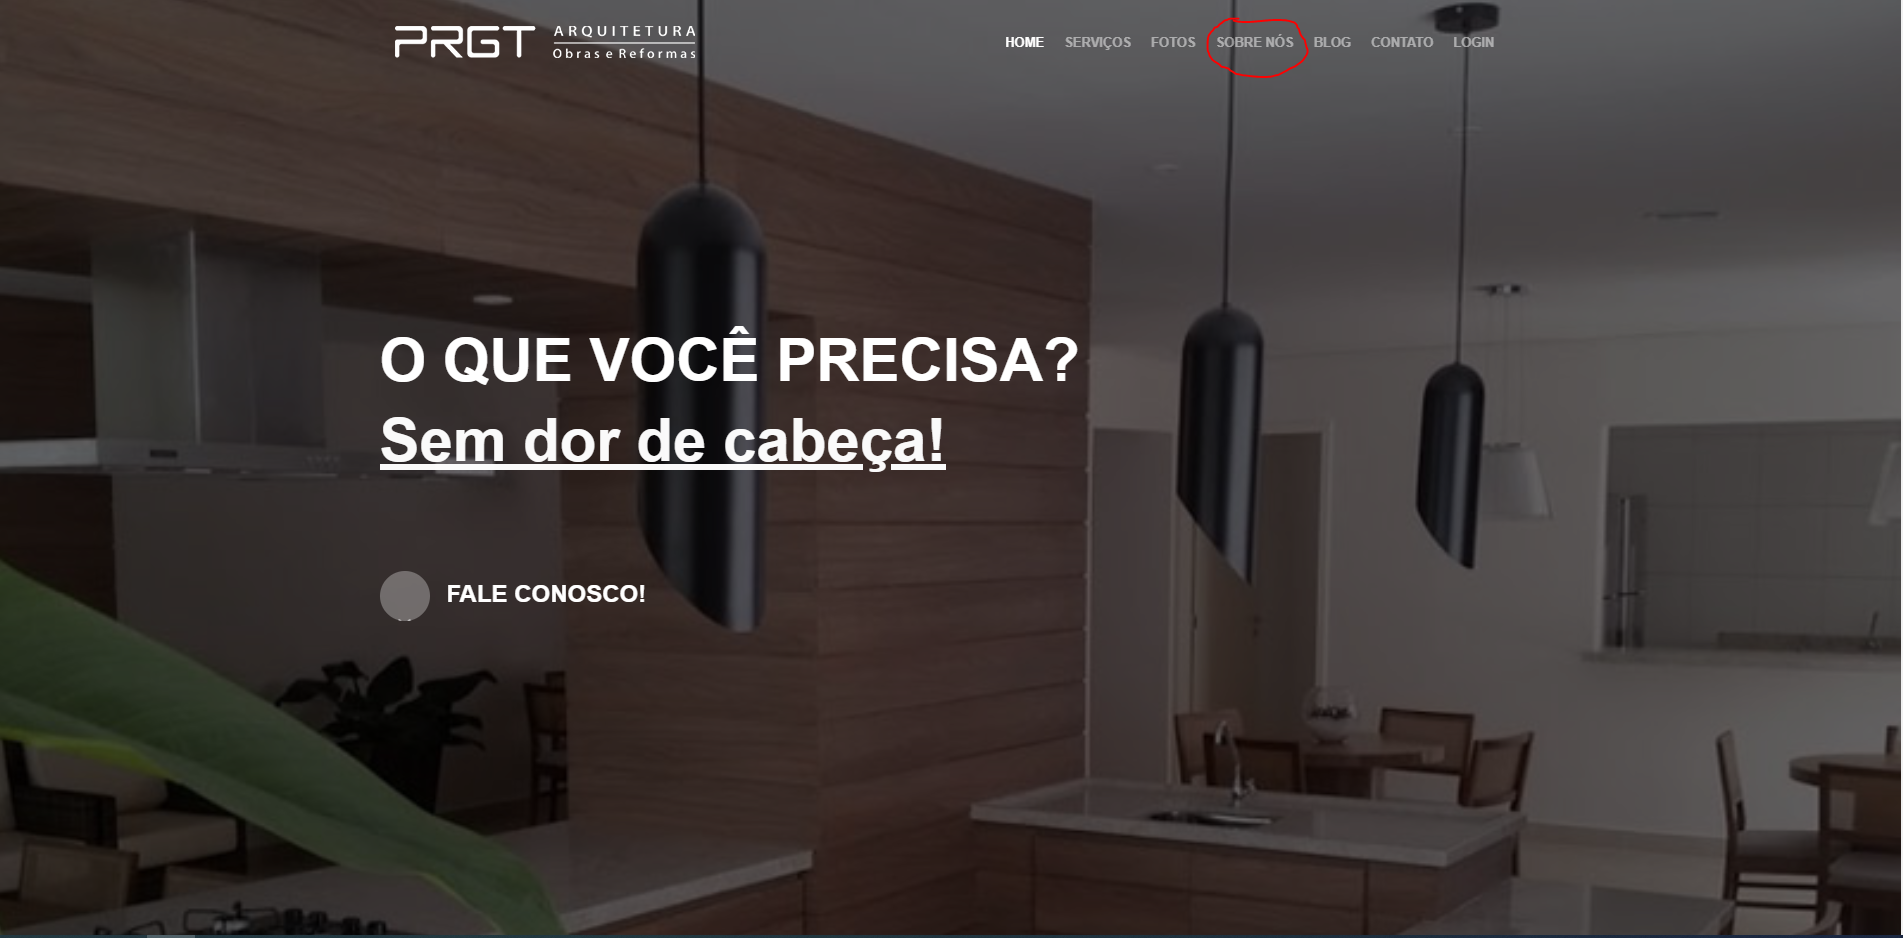 PRGT ARQUITETURA
Obras e Reformas
HOME SERVIÇOS FOTOS SOBRE NÓS BLOG CONTATO LOGIN
O QUE VOCÊ PRECISA?
Sem dor de cabeça!
FALE CONOSCO!